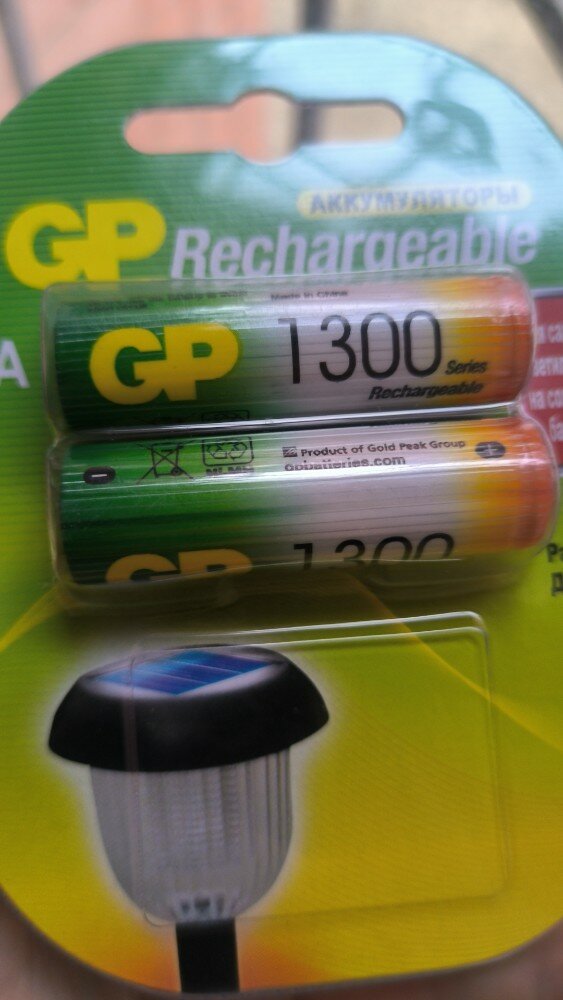 АККУМУЛЯТОРЫ
GP Rechargeable
Made in China
GP 1300 Series
Rechargeable
A
Product of Gold Peak Group
gpbatteries.com
GP 1300